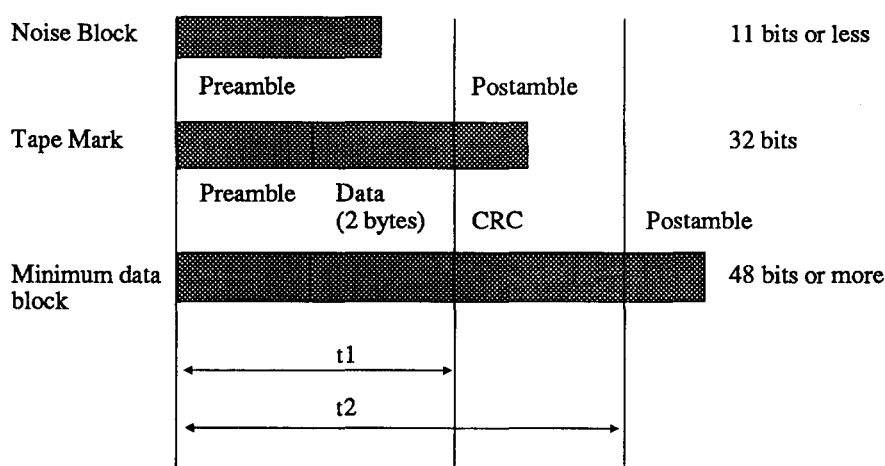 Noise Block
11 bits or less
Preamble
Postamble
Tape Mark
32 bits
Preamble
Data
(2 bytes)
CRC
Postamble
Minimum data
block
48 bits or more
t1
t2